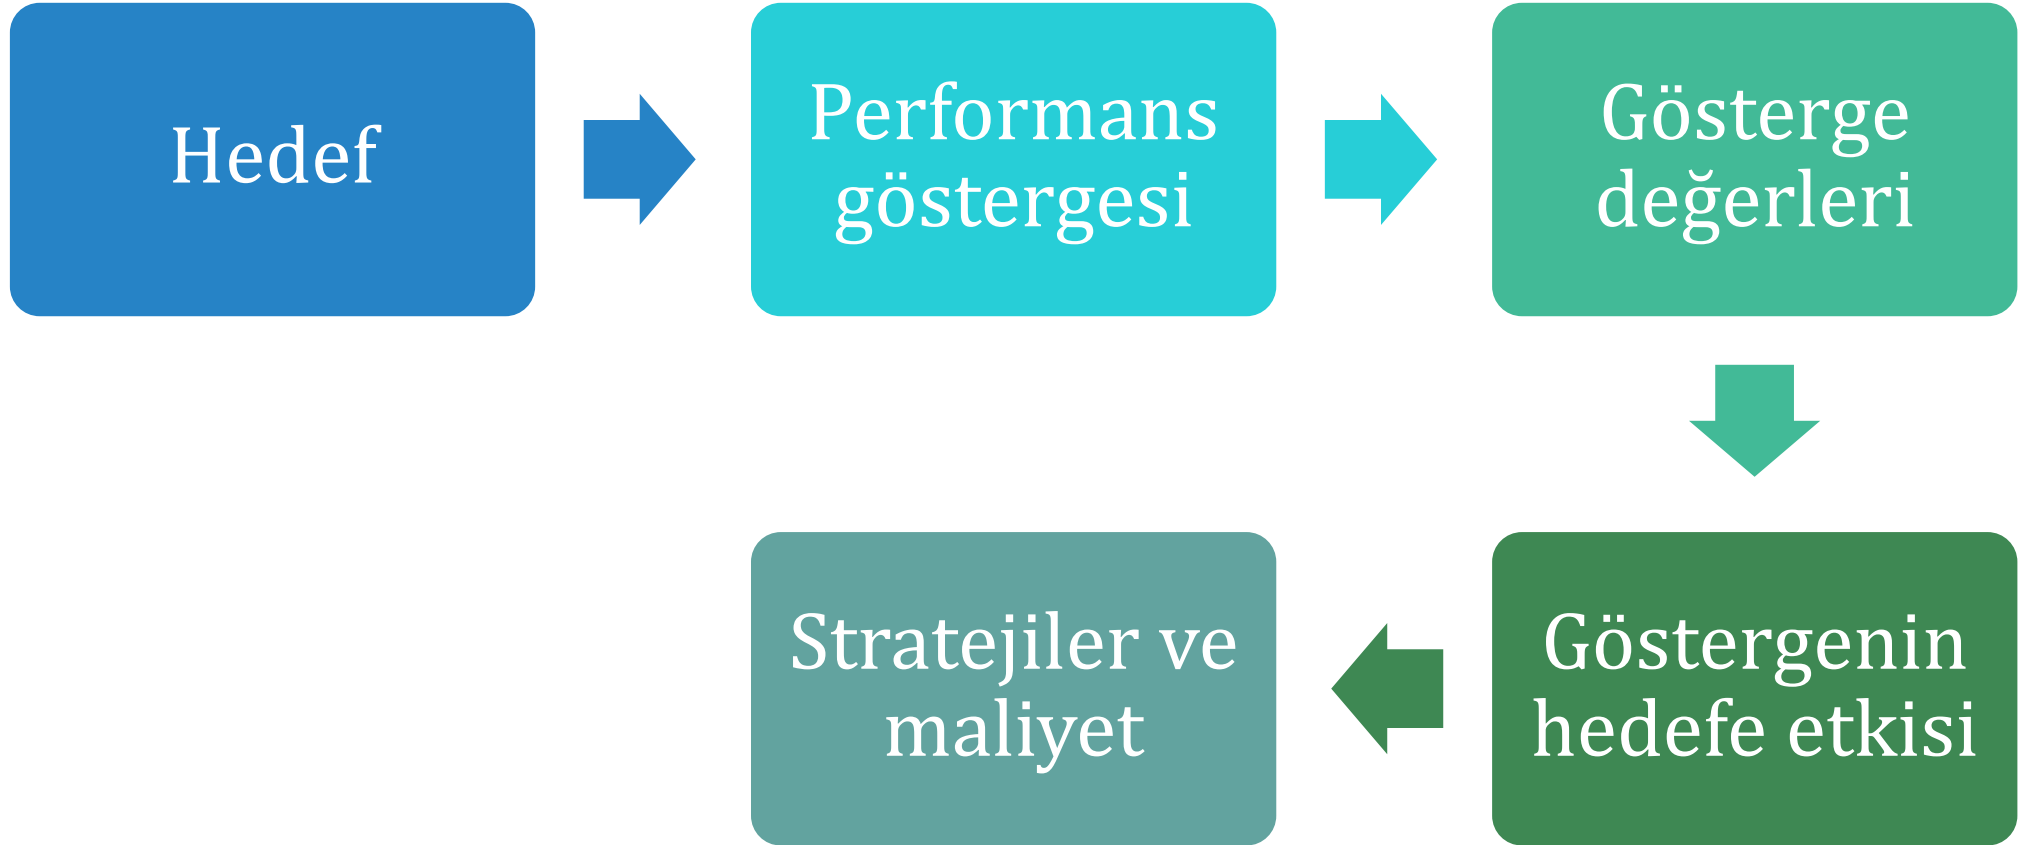 Hedef
Performans
göstergesi
Gösterge
değerleri
Göstergenin
hedefe etkisi
Stratejiler ve
maliyet